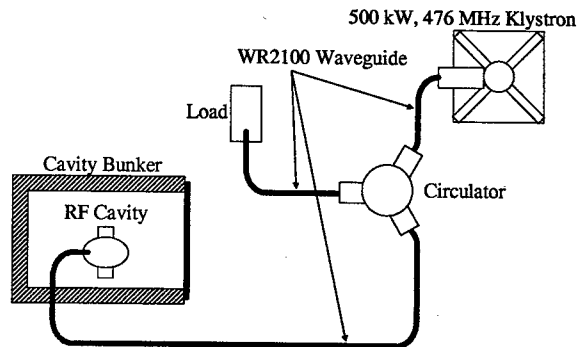 500 kW, 476 MHz Klystron
WR2100 Waveguide
Load
Cavity Bunker
Circulator
RF Cavity